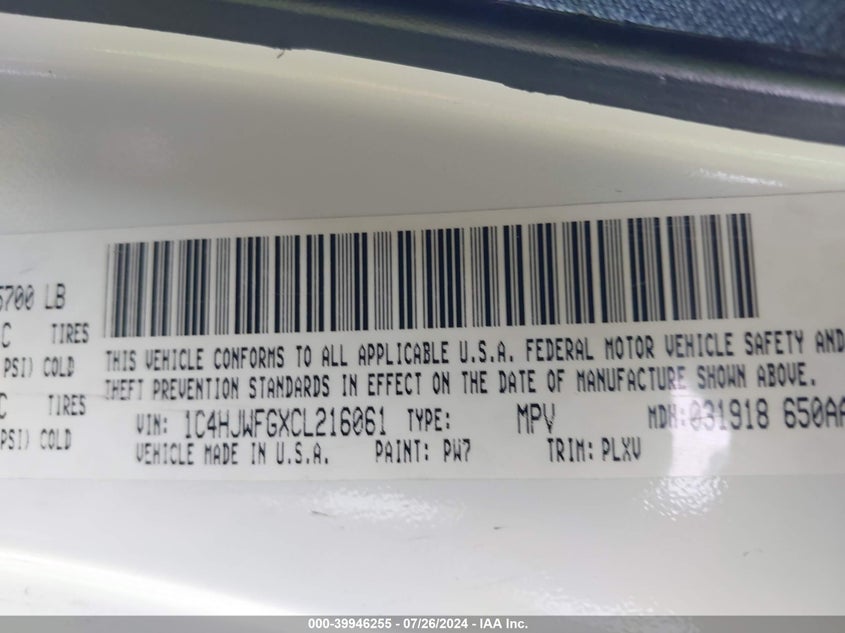 5700 LB
C TIRES
PSI) COLD
C TIRES
PSI) COLD
THIS VEHICLE CONFORMS TO ALL APPLICABLE U.S.A. FEDERAL MOTOR VEHICLE SAFETY AND
THEFT PREVENTION STANDARDS IN EFFECT ON THE DATE OF MANUFACTURE SHOWN ABOVE.
VIN: 1C4HJWFGXCL216061 TYPE: MPV MDH:031918 650AA
VEHICLE MADE IN U.S.A. PAINT: PW7 TRIM: PLXV
000-39946255 - 07/26/2024 - IAA Inc.